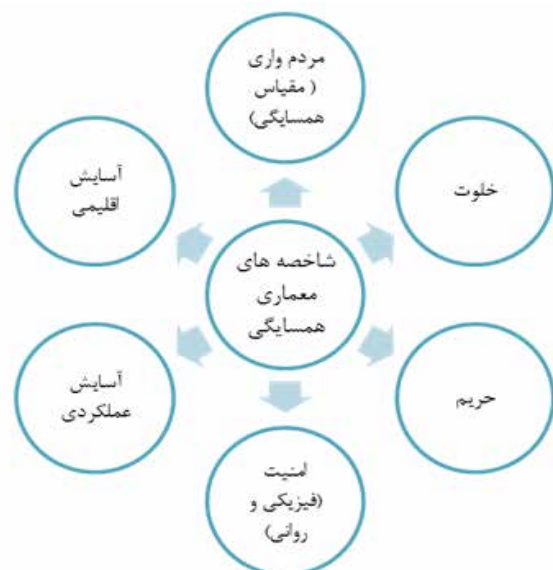 مردم واری
(مقیاس
همسایگی)
خلوت
آسایش
اقلیمی
شاخصه های
معماری
همسایگی
حریم
آسایش
عملکردی
امنیت
(فیزیکی و
روانی)